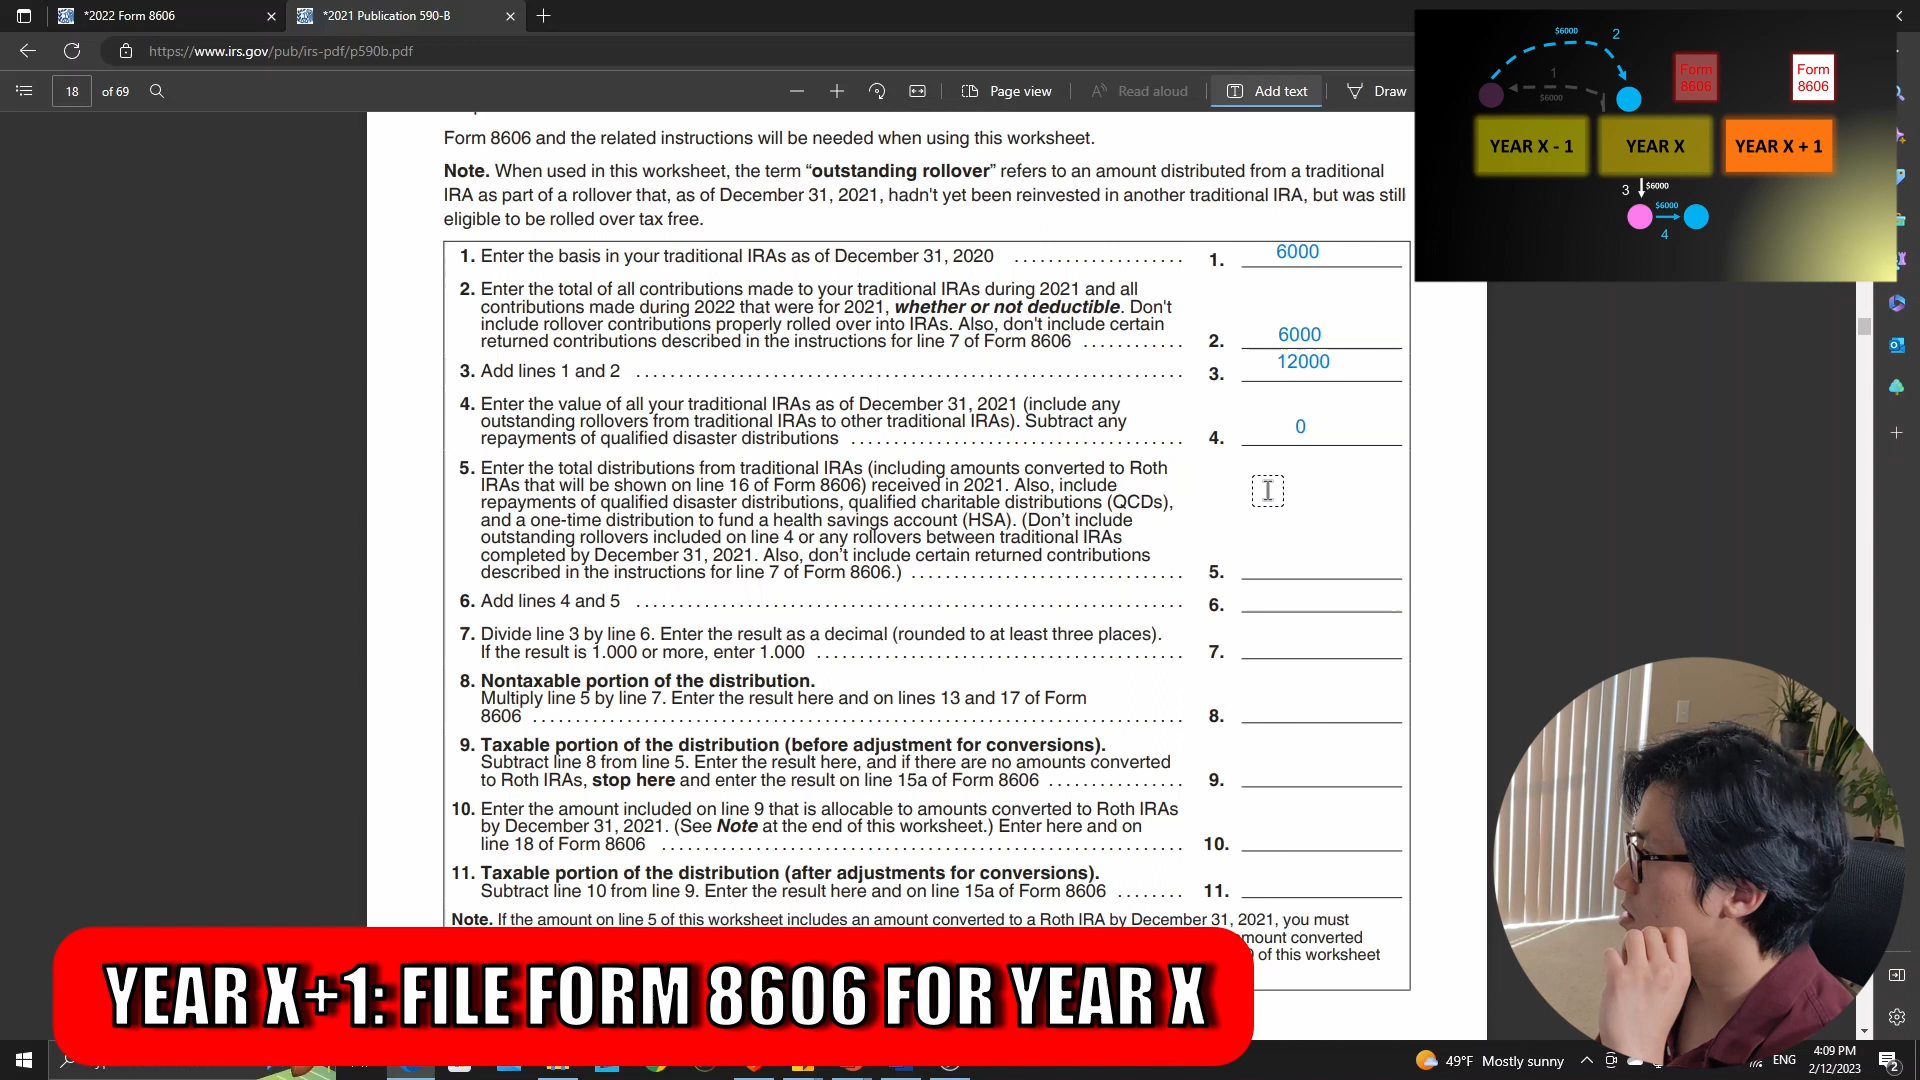 *2022 Form 8606
*2021 Publication 590-B
https://www.irs.gov/pub/irs-pdf/p590b.pdf
18 of 69
Page view
Read aloud
Add text
Draw
$6000
2
1
$6000
Form
8606
Form
8606
YEAR X - 1
YEAR X
YEAR X + 1
3
$6000
$6000
4
Form 8606 and the related instructions will be needed when using this worksheet.
Note. When used in this worksheet, the term “outstanding rollover” refers to an amount distributed from a traditional
IRA as part of a rollover that, as of December 31, 2021, hadn't yet been reinvested in another traditional IRA, but was still
eligible to be rolled over tax free.
1. Enter the basis in your traditional IRAs as of December 31, 2020 .................. 1. 6000
2. Enter the total of all contributions made to your traditional IRAs during 2021 and all
contributions made during 2022 that were for 2021, whether or not deductible. Don't
include rollover contributions properly rolled over into IRAs. Also, don't include certain
returned contributions described in the instructions for line 7 of Form 8606 ........... 2. 6000
3. Add lines 1 and 2 .......................................................... 3. 12000
4. Enter the value of all your traditional IRAs as of December 31, 2021 (include any
outstanding rollovers from traditional IRAs to other traditional IRAs). Subtract any
repayments of qualified disaster distributions ................................... 4. 0
5. Enter the total distributions from traditional IRAs (including amounts converted to Roth
IRAs that will be shown on line 16 of Form 8606) received in 2021. Also, include
repayments of qualified disaster distributions, qualified charitable distributions (QCDs),
and a one-time distribution to fund a health savings account (HSA). (Don’t include
outstanding rollovers included on line 4 or any rollovers between traditional IRAs
completed by December 31, 2021. Also, don’t include certain returned contributions
described in the instructions for line 7 of Form 8606.) ............................. 5.
6. Add lines 4 and 5 .......................................................... 6.
7. Divide line 3 by line 6. Enter the result as a decimal (rounded to at least three places).
If the result is 1.000 or more, enter 1.000 ...................................... 7.
8. Nontaxable portion of the distribution.
Multiply line 5 by line 7. Enter the result here and on lines 13 and 17 of Form
8606 .................................................................... 8.
9. Taxable portion of the distribution (before adjustment for conversions).
Subtract line 8 from line 5. Enter the result here, and if there are no amounts converted
to Roth IRAs, stop here and enter the result on line 15a of Form 8606 ............... 9.
10. Enter the amount included on line 9 that is allocable to amounts converted to Roth IRAs
by December 31, 2021. (See Note at the end of this worksheet.) Enter here and on
line 18 of Form 8606 ........................................................ 10.
11. Taxable portion of the distribution (after adjustments for conversions).
Subtract line 10 from line 9. Enter the result here and on line 15a of Form 8606 ........ 11.
Note. If the amount on line 5 of this worksheet includes an amount converted to a Roth IRA by December 31, 2021, you must
mount converted
of this worksheet
YEAR X+1: FILE FORM 8606 FOR YEAR X
49°F Mostly sunny
ENG
4:09 PM
2/12/2023
2